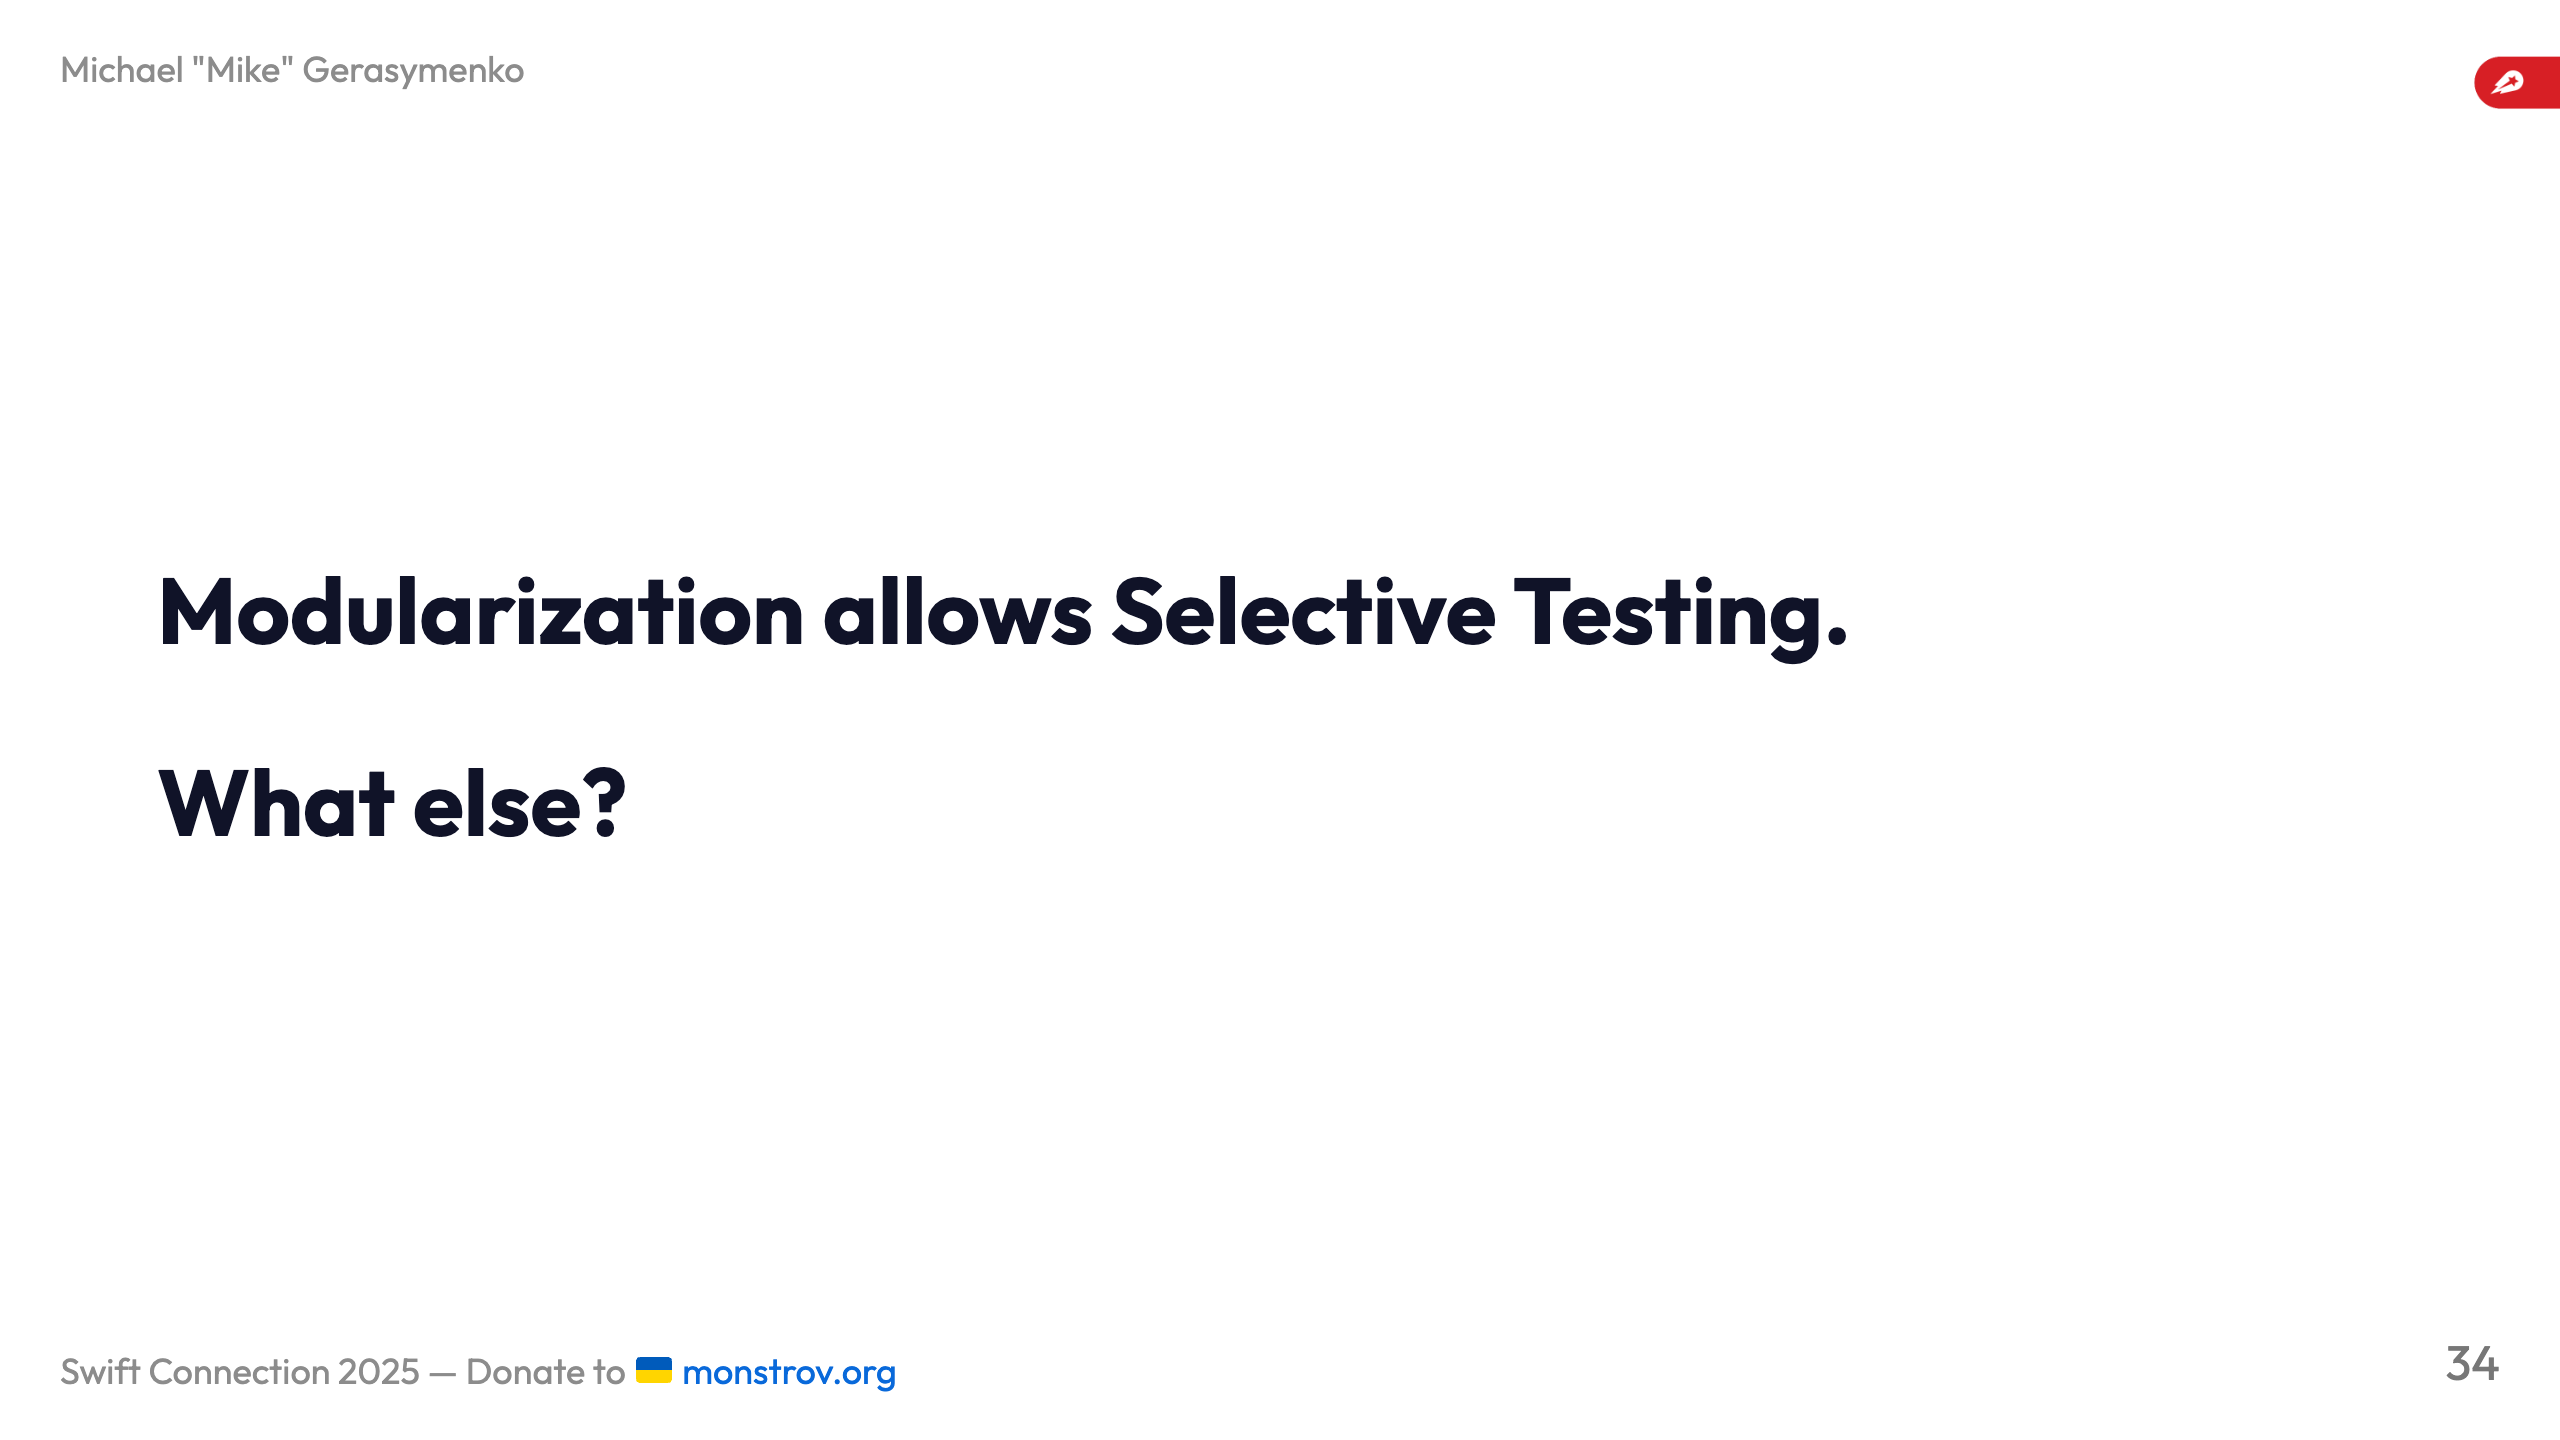 Michael "Mike" Gerasymenko
Modularization allows Selective Testing.
What else?
Swift Connection 2025 — Donate to 🇺🇦 monstrov.org
34